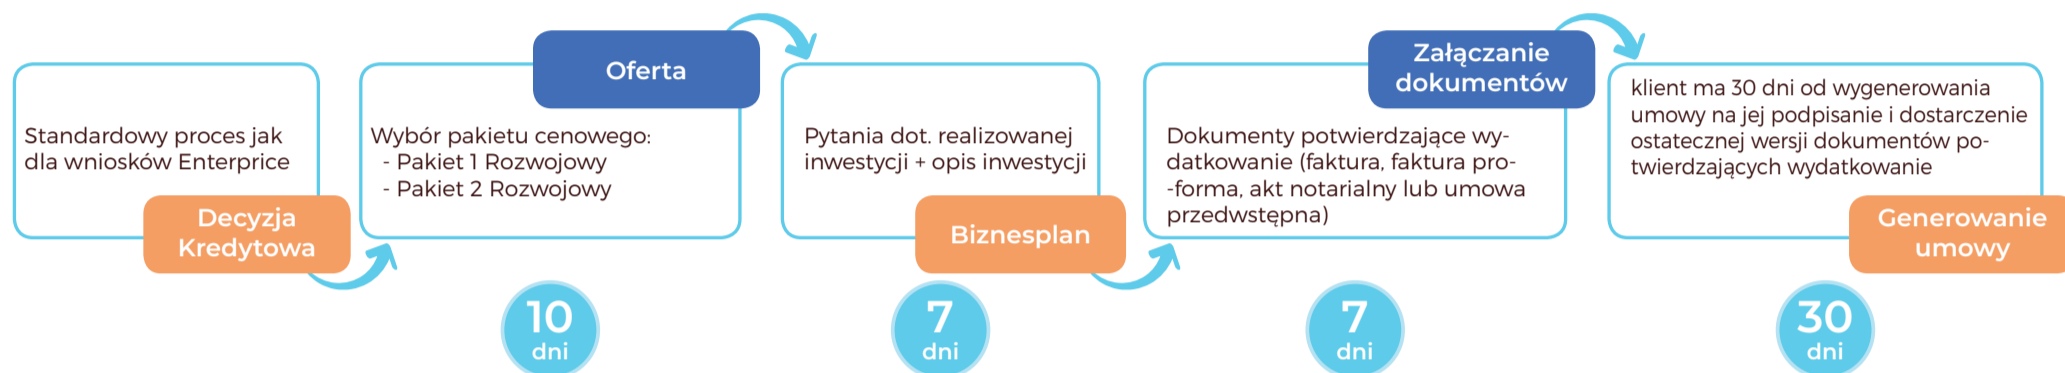 Standardowy proces jak
dla wniosków Enterprice
Decyzja
Kredytowa
Oferta
Wybór pakietu cenowego:
- Pakiet 1 Rozwojowy
- Pakiet 2 Rozwojowy
10
dni
Pytania dot. realizowanej
inwestycji + opis inwestycji
Biznesplan
7
dni
Załączanie
dokumentów
Dokumenty potwierdzające wy-
datkowanie (faktura, faktura pro-
-forma, akt notarialny lub umowa
przedwstępna)
7
dni
klient ma 30 dni od wygenerowania
umowy na jej podpisanie i dostarczenie
ostatecznej wersji dokumentów po-
twierdzających wydatkowanie
Generowanie
umowy
30
dni